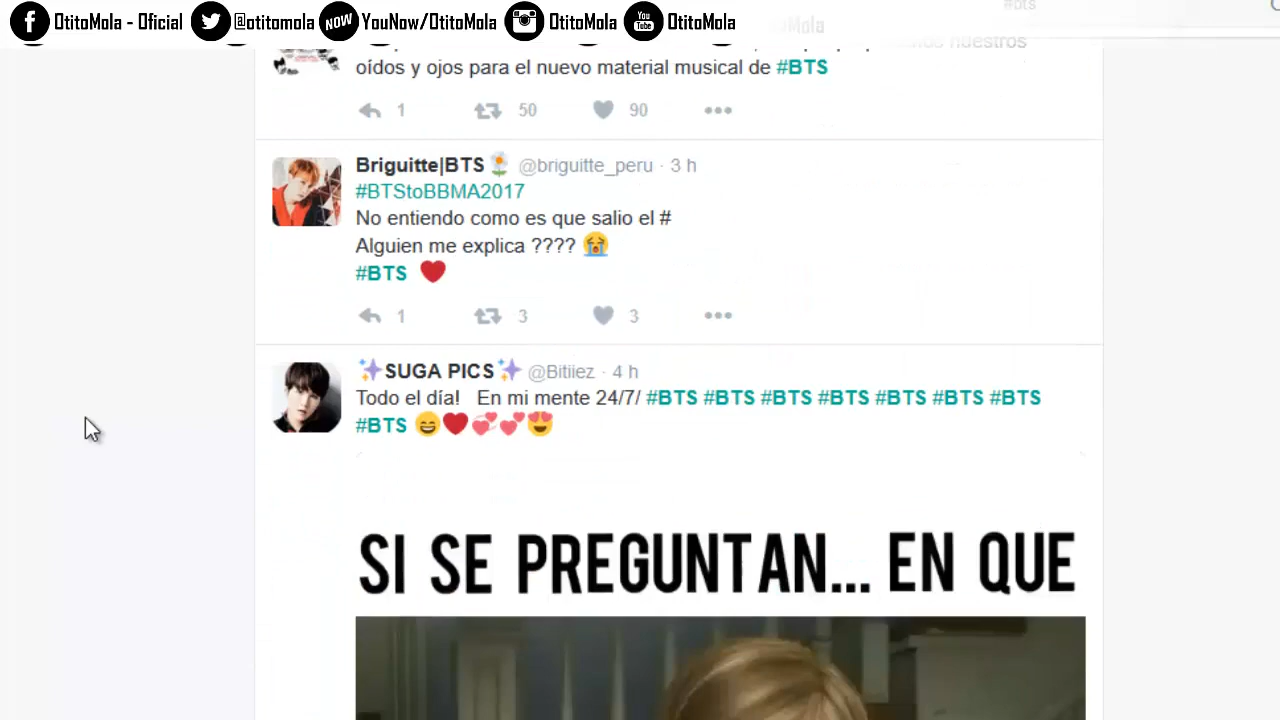 OtitoMola - Oficial @otitomola NOW YouNow/OtitoMola OtitoMola You Tube OtitoMola
#bts
nuestros
oídos y ojos para el nuevo material musical de #BTS
1 50 90
Briguitte|BTS @briguitte_peru · 3 h
#BTStoBBMA2017
No entiendo como es que salio el #
Alguien me explica ????
#BTS
1 3 3
SUGA PICS @Bitiiez · 4 h
Todo el día! En mi mente 24/7/ #BTS #BTS #BTS #BTS #BTS #BTS #BTS
#BTS
SI SE PREGUNTAN... EN QUE